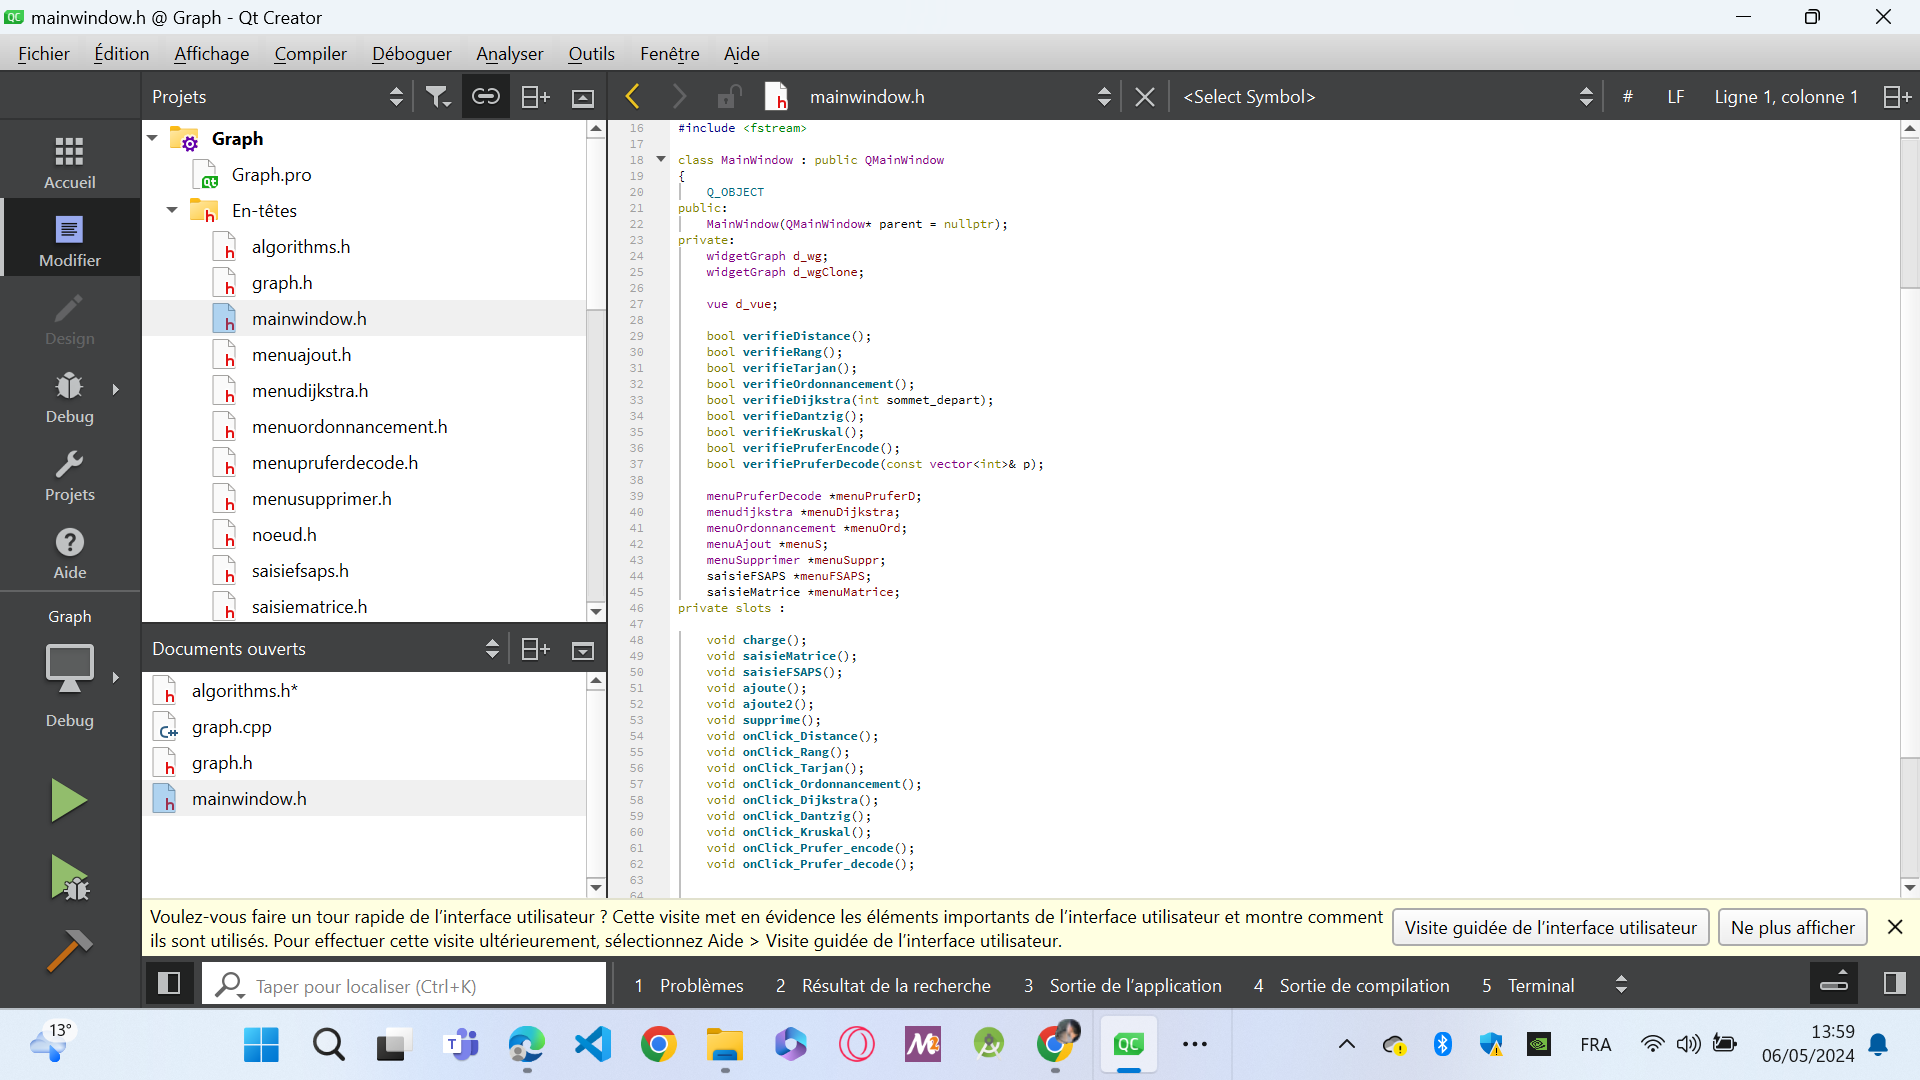 mainwindow.h @ Graph - Qt Creator
Fichier Édition Affichage Compiler Déboguer Analyser Outils Fenêtre Aide
Projets
mainwindow.h
<Select Symbol>
# LF Ligne 1, colonne 1
Accueil
Modifier
Design
Debug
Projets
Aide
Graph
Debug
Graph
Graph.pro
En-têtes
algorithms.h
graph.h
mainwindow.h
menuajout.h
menudijkstra.h
menuordonnancement.h
menupruferdecode.h
menusupprimer.h
noeud.h
saisiefsaps.h
saisiematrice.h
Documents ouverts
algorithms.h*
graph.cpp
graph.h
mainwindow.h
16 #include <fstream>
17
18 class MainWindow : public QMainWindow
19 {
20 Q_OBJECT
21 public:
22 MainWindow(QMainWindow* parent = nullptr);
23 private:
24 widgetGraph d_wg;
25 widgetGraph d_wgClone;
26
27 vue d_vue;
28
29 bool verifieDistance();
30 bool verifieRang();
31 bool verifieTarjan();
32 bool verifieOrdonnancement();
33 bool verifieDijkstra(int sommet_depart);
34 bool verifieDantzig();
35 bool verifieKruskal();
36 bool verifiePruferEncode();
37 bool verifiePruferDecode(const vector<int>& p);
38
39 menuPruferDecode *menuPruferD;
40 menudijkstra *menuDijkstra;
41 menuOrdonnancement *menuOrd;
42 menuAjout *menuS;
43 menuSupprimer *menuSuppr;
44 saisieFSAPS *menuFSAPS;
45 saisieMatrice *menuMatrice;
46 private slots :
47
48 void charge();
49 void saisieMatrice();
50 void saisieFSAPS();
51 void ajoute();
52 void ajoute2();
53 void supprime();
54 void onClick_Distance();
55 void onClick_Rang();
56 void onClick_Tarjan();
57 void onClick_Ordonnancement();
58 void onClick_Dijkstra();
59 void onClick_Dantzig();
60 void onClick_Kruskal();
61 void onClick_Prufer_encode();
62 void onClick_Prufer_decode();
63
64
Voulez-vous faire un tour rapide de l'interface utilisateur ? Cette visite met en évidence les éléments importants de l'interface utilisateur et montre comment
ils sont utilisés. Pour effectuer cette visite ultérieurement, sélectionnez Aide > Visite guidée de l'interface utilisateur.
Visite guidée de l'interface utilisateur
Ne plus afficher
Taper pour localiser (Ctrl+K)
1 Problèmes 2 Résultat de la recherche 3 Sortie de l'application 4 Sortie de compilation 5 Terminal
13°
FRA
13:59
06/05/2024